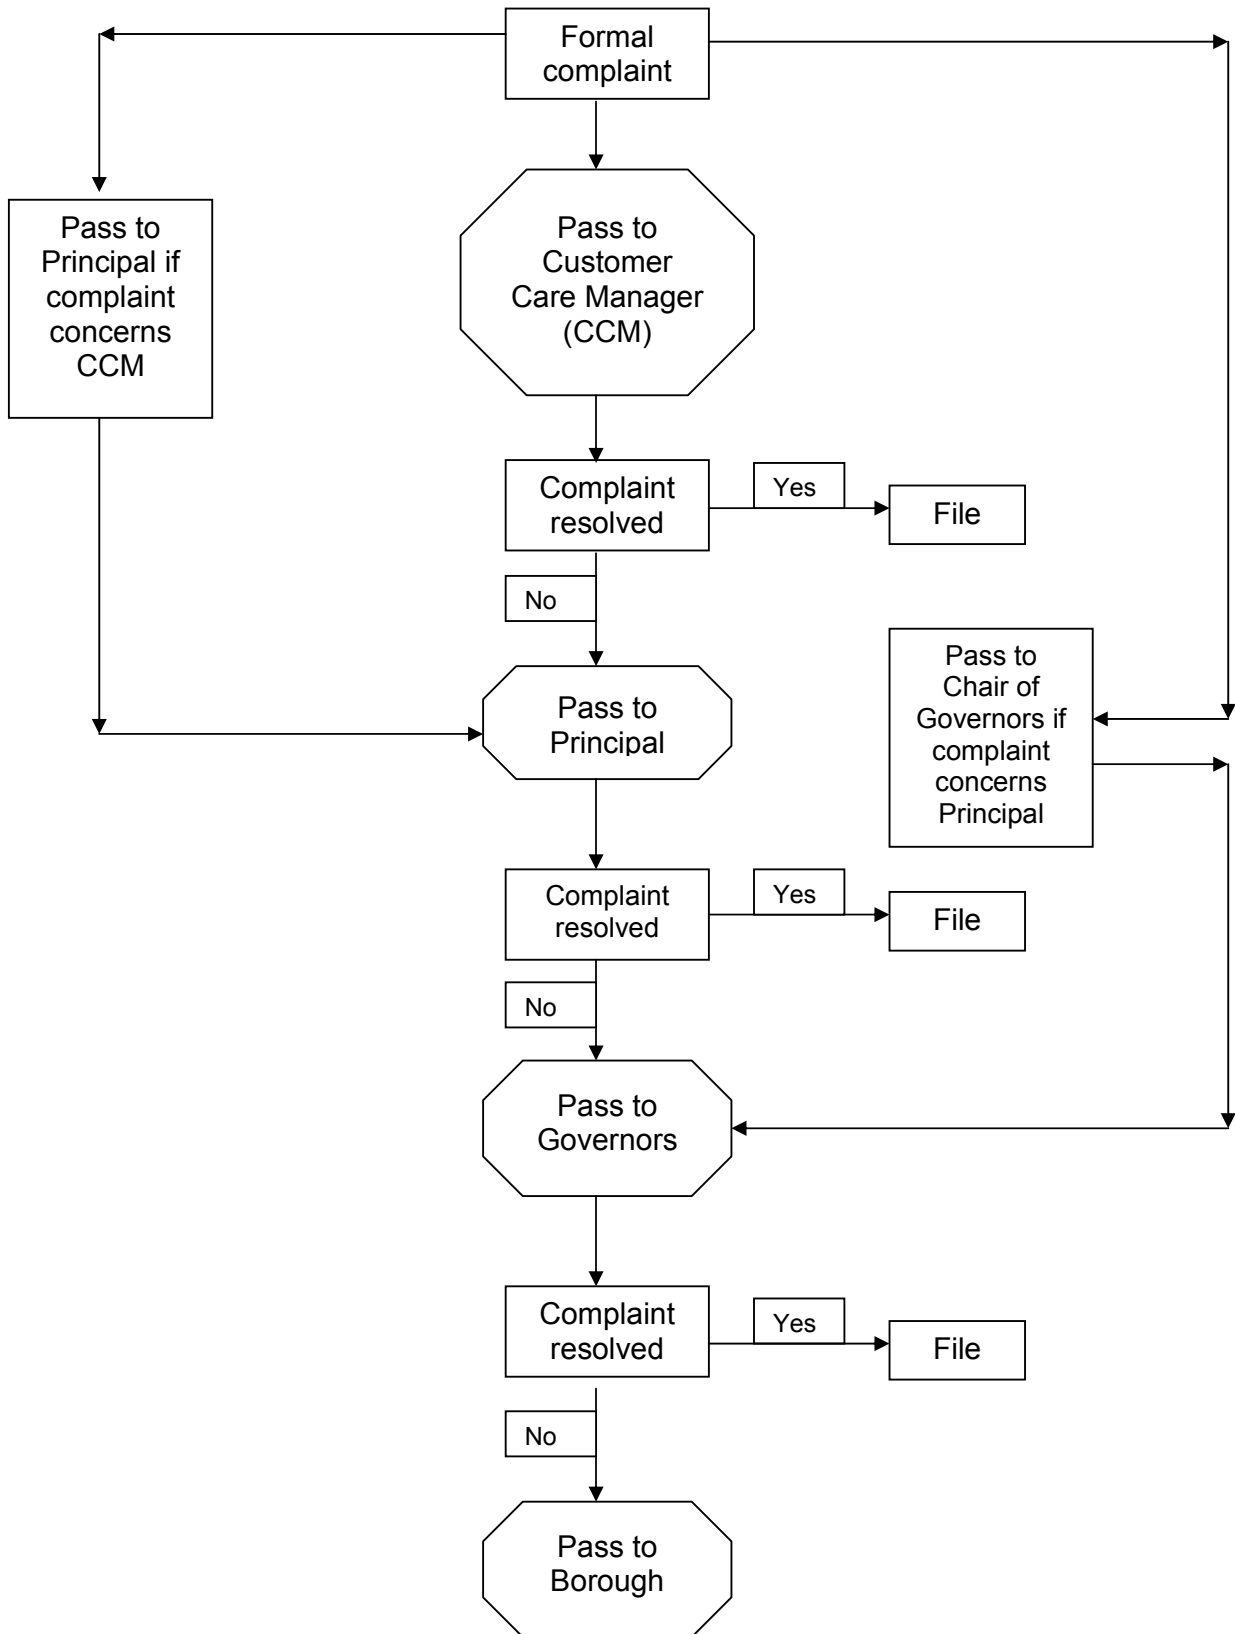 Formal
complaint
Pass to
Principal if
complaint
concerns
CCM
Pass to
Customer
Care Manager
(CCM)
Complaint
resolved
Yes
File
No
Pass to
Principal
Pass to
Chair of
Governors if
complaint
concerns
Principal
Complaint
resolved
Yes
File
No
Pass to
Governors
Complaint
resolved
Yes
File
No
Pass to
Borough